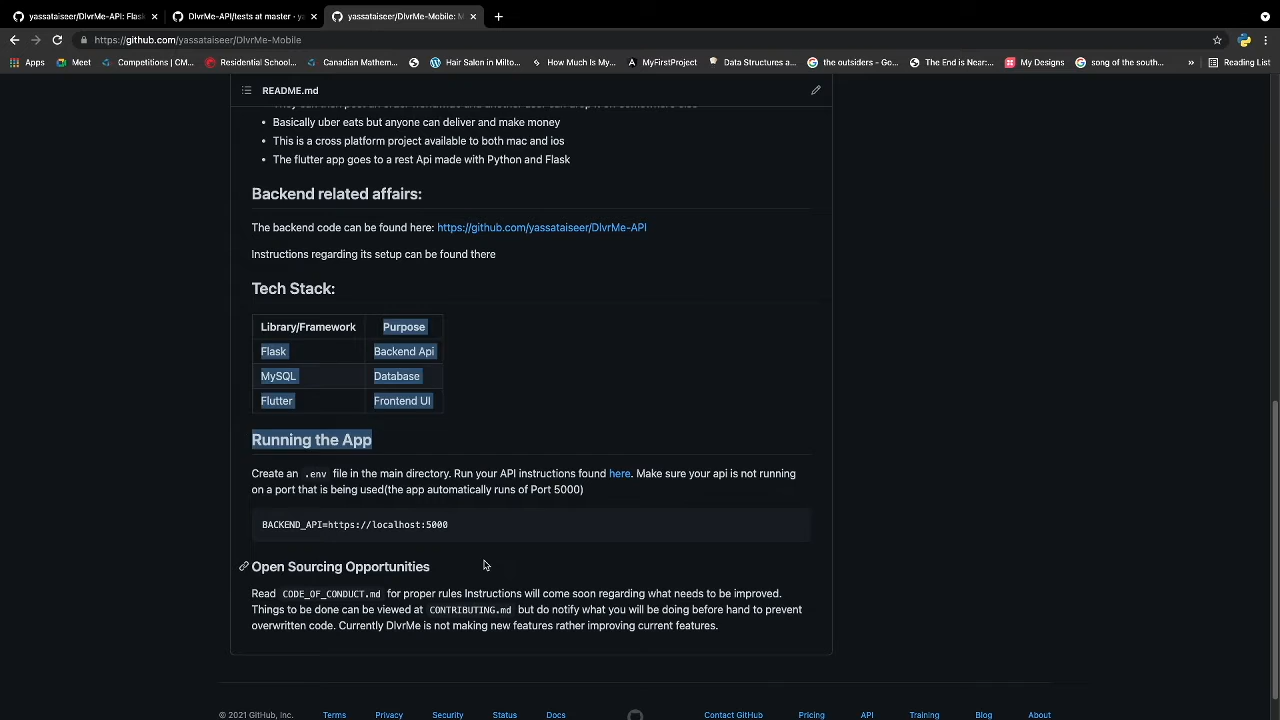 yassataiseer/DlvrMe-API: Flas
DlvrMe-API/tests at master · ya
yassataiseer/DlvrMe-Mobile: M
https://github.com/yassataiseer/DlvrMe-Mobile
Apps
Meet
Competitions | CM...
Residential School...
Canadian Mathem...
Hair Salon in Milto...
How Much Is My...
MyFirstProject
Data Structures a...
the outsiders - Go...
The End is Near:...
My Designs
song of the south...
»
Reading List
README.md
Basically uber eats but anyone can deliver and make money
This is a cross platform project available to both mac and ios
The flutter app goes to a rest Api made with Python and Flask
Backend related affairs:
The backend code can be found here: https://github.com/yassataiseer/DlvrMe-API
Instructions regarding its setup can be found there
Tech Stack:
Library/Framework Purpose
Flask Backend Api
MySQL Database
Flutter Frontend UI
Running the App
Create an .env file in the main directory. Run your API instructions found here. Make sure your api is not running
on a port that is being used(the app automatically runs of Port 5000)
BACKEND_API=https://localhost:5000
Open Sourcing Opportunities
Read CODE_OF_CONDUCT.md for proper rules Instructions will come soon regarding what needs to be improved.
Things to be done can be viewed at CONTRIBUTING.md but do notify what you will be doing before hand to prevent
overwritten code. Currently DlvrMe is not making new features rather improving current features.
© 2021 GitHub, Inc. Terms Privacy Security Status Docs Contact GitHub Pricing API Training Blog About